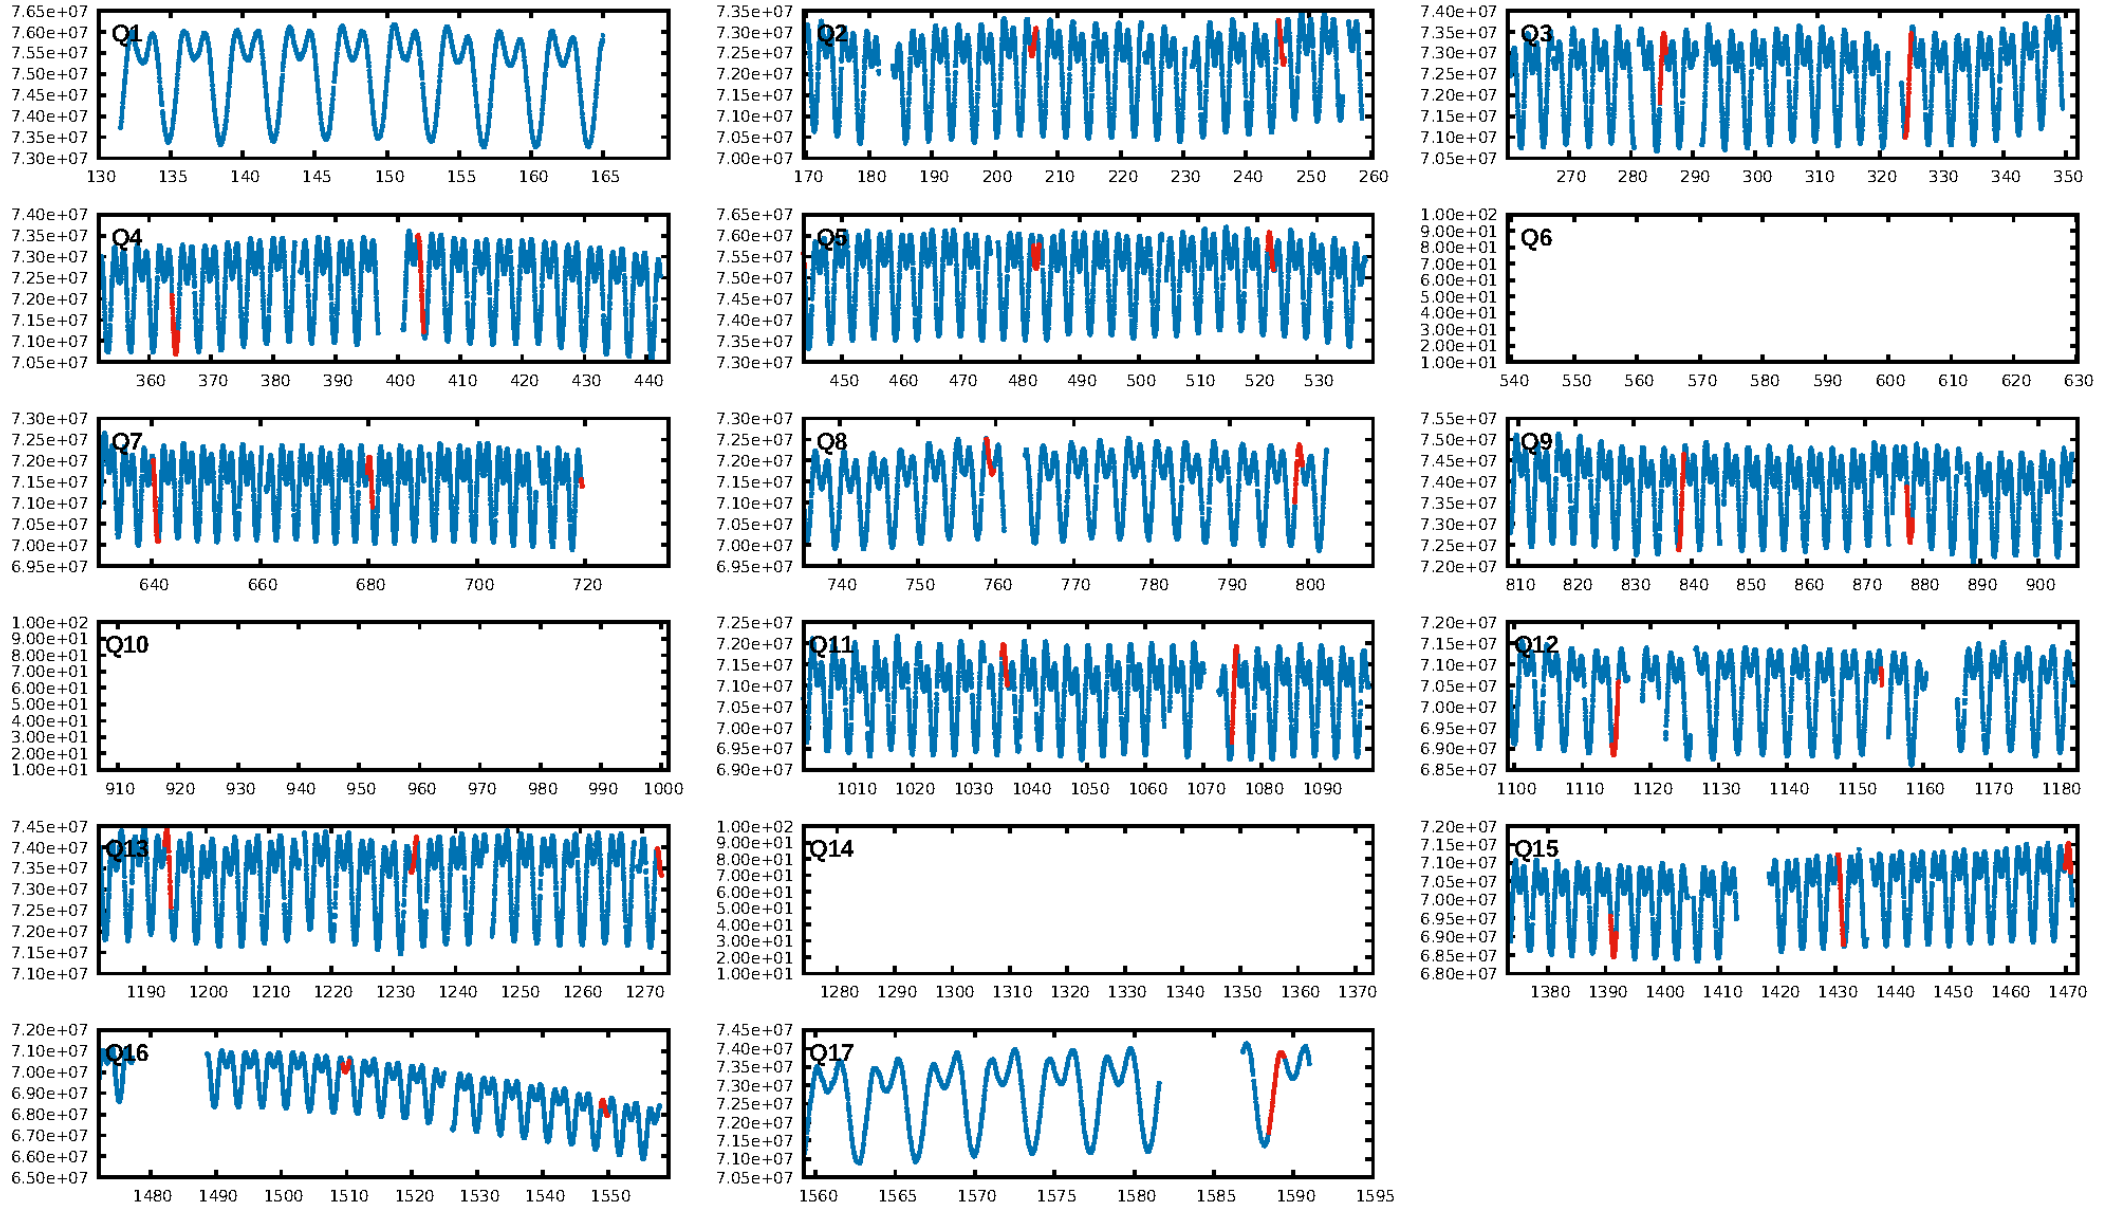 7.65e+07
7.60e+07
Q1
7.55e+07
7.50e+07
7.45e+07
7.40e+07
7.35e+07
7.30e+07
130 135 140 145 150 155 160 165
7.35e+07
7.30e+07
Q2
7.25e+07
7.20e+07
7.15e+07
7.10e+07
7.05e+07
7.00e+07
170 180 190 200 210 220 230 240 250 260
7.40e+07
7.35e+07
Q3
7.30e+07
7.25e+07
7.20e+07
7.15e+07
7.10e+07
7.05e+07
270 280 290 300 310 320 330 340 350
7.40e+07
7.35e+07
Q4
7.30e+07
7.25e+07
7.20e+07
7.15e+07
7.10e+07
7.05e+07
360 370 380 390 400 410 420 430 440
7.65e+07
7.60e+07
Q5
7.55e+07
7.50e+07
7.45e+07
7.40e+07
7.35e+07
7.30e+07
450 460 470 480 490 500 510 520 530
1.00e+02
9.00e+01
Q6
8.00e+01
7.00e+01
6.00e+01
5.00e+01
4.00e+01
3.00e+01
2.00e+01
1.00e+01
540 550 560 570 580 590 600 610 620 630
7.30e+07
7.25e+07
Q7
7.20e+07
7.15e+07
7.10e+07
7.05e+07
7.00e+07
6.95e+07
640 660 680 700 720
7.30e+07
7.25e+07
Q8
7.20e+07
7.15e+07
7.10e+07
7.05e+07
7.00e+07
6.95e+07
740 750 760 770 780 790 800
7.55e+07
7.50e+07
Q9
7.45e+07
7.40e+07
7.35e+07
7.30e+07
7.25e+07
7.20e+07
810 820 830 840 850 860 870 880 890 900
1.00e+02
9.00e+01
Q10
8.00e+01
7.00e+01
6.00e+01
5.00e+01
4.00e+01
3.00e+01
2.00e+01
1.00e+01
910 920 930 940 950 960 970 980 990 1000
7.25e+07
7.20e+07
Q11
7.15e+07
7.10e+07
7.05e+07
7.00e+07
6.95e+07
6.90e+07
1010 1020 1030 1040 1050 1060 1070 1080 1090
7.20e+07
7.15e+07
Q12
7.10e+07
7.05e+07
7.00e+07
6.95e+07
6.90e+07
6.85e+07
1100 1110 1120 1130 1140 1150 1160 1170 1180
7.45e+07
7.40e+07
Q13
7.35e+07
7.30e+07
7.25e+07
7.20e+07
7.15e+07
7.10e+07
1190 1200 1210 1220 1230 1240 1250 1260 1270
1.00e+02
9.00e+01
Q14
8.00e+01
7.00e+01
6.00e+01
5.00e+01
4.00e+01
3.00e+01
2.00e+01
1.00e+01
1280 1290 1300 1310 1320 1330 1340 1350 1360 1370
7.20e+07
7.15e+07
Q15
7.10e+07
7.05e+07
7.00e+07
6.95e+07
6.90e+07
6.85e+07
6.80e+07
1380 1390 1400 1410 1420 1430 1440 1450 1460 1470
7.20e+07
7.10e+07
Q16
7.00e+07
6.90e+07
6.80e+07
6.70e+07
6.60e+07
6.50e+07
1480 1490 1500 1510 1520 1530 1540 1550
7.45e+07
7.40e+07
Q17
7.35e+07
7.30e+07
7.25e+07
7.20e+07
7.15e+07
7.10e+07
7.05e+07
1560 1565 1570 1575 1580 1585 1590 1595